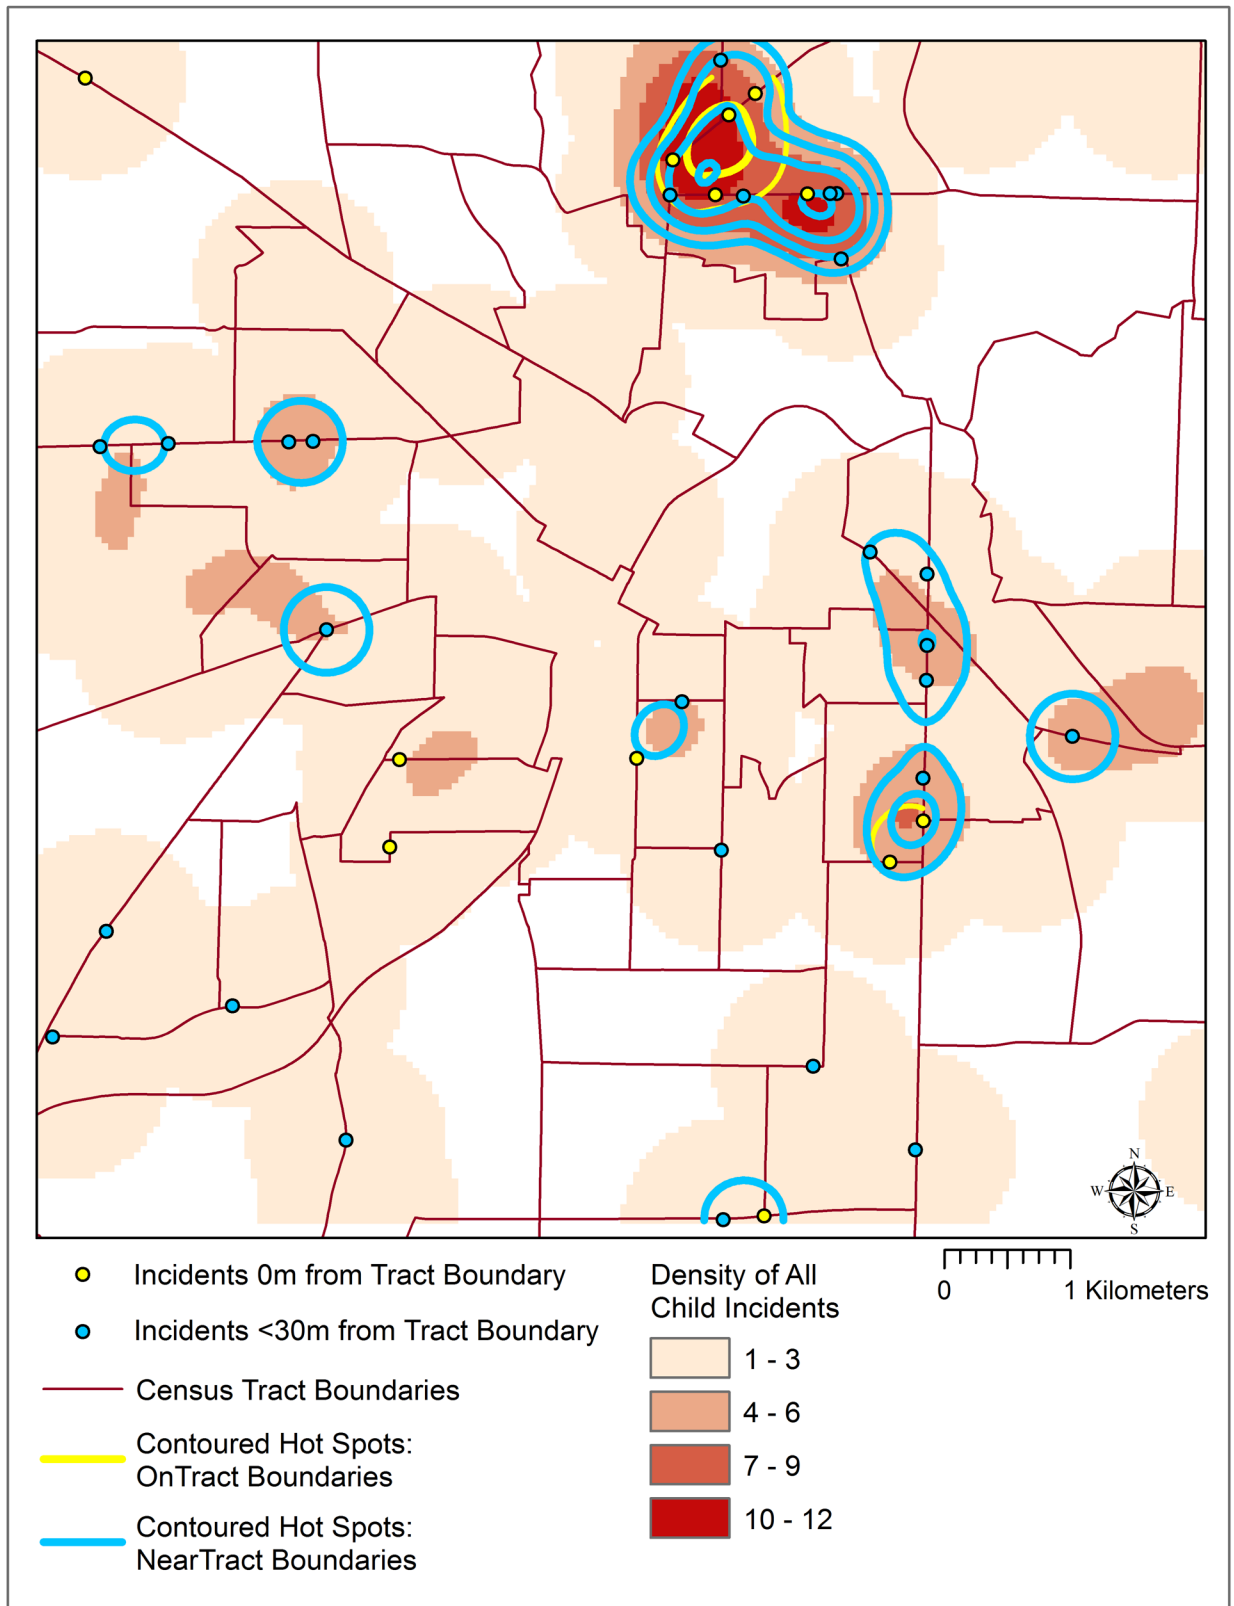 N
W E
S
0 1 Kilometers
Incidents 0m from Tract Boundary
Incidents <30m from Tract Boundary
Census Tract Boundaries
Contoured Hot Spots:
OnTract Boundaries
Contoured Hot Spots:
NearTract Boundaries
Density of All
Child Incidents
1 - 3
4 - 6
7 - 9
10 - 12